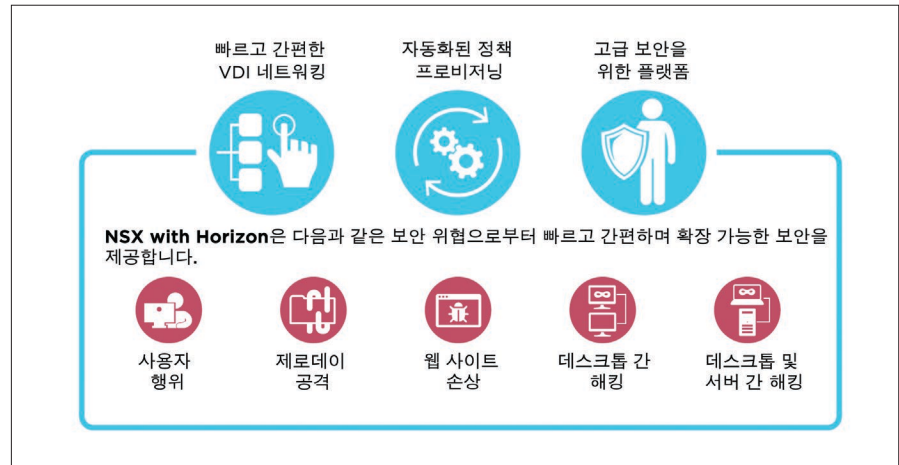 빠르고 간편한
VDI 네트워킹
자동화된 정책
프로비저닝
고급 보안을
위한 플랫폼
NSX with Horizon은 다음과 같은 보안 위협으로부터 빠르고 간편하며 확장 가능한 보안을
제공합니다.
사용자
행위
제로데이
공격
웹 사이트
손상
데스크톱 간
해킹
데스크톱 및
서버 간 해킹